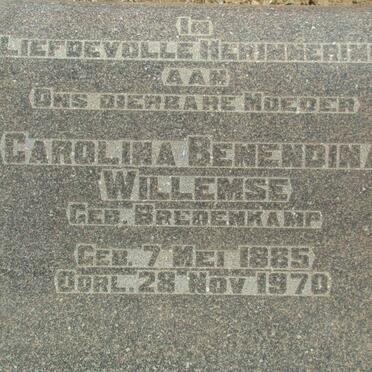 IN
LIEFDEVOLLE HERINNERING
AAN
ONS DIERBARE MOEDER
CAROLINA BENENDINA
WILLEMSE
GEB. BREDENKAMP
GEB. 7 MEI 1885
OORL. 28 NOV 1970